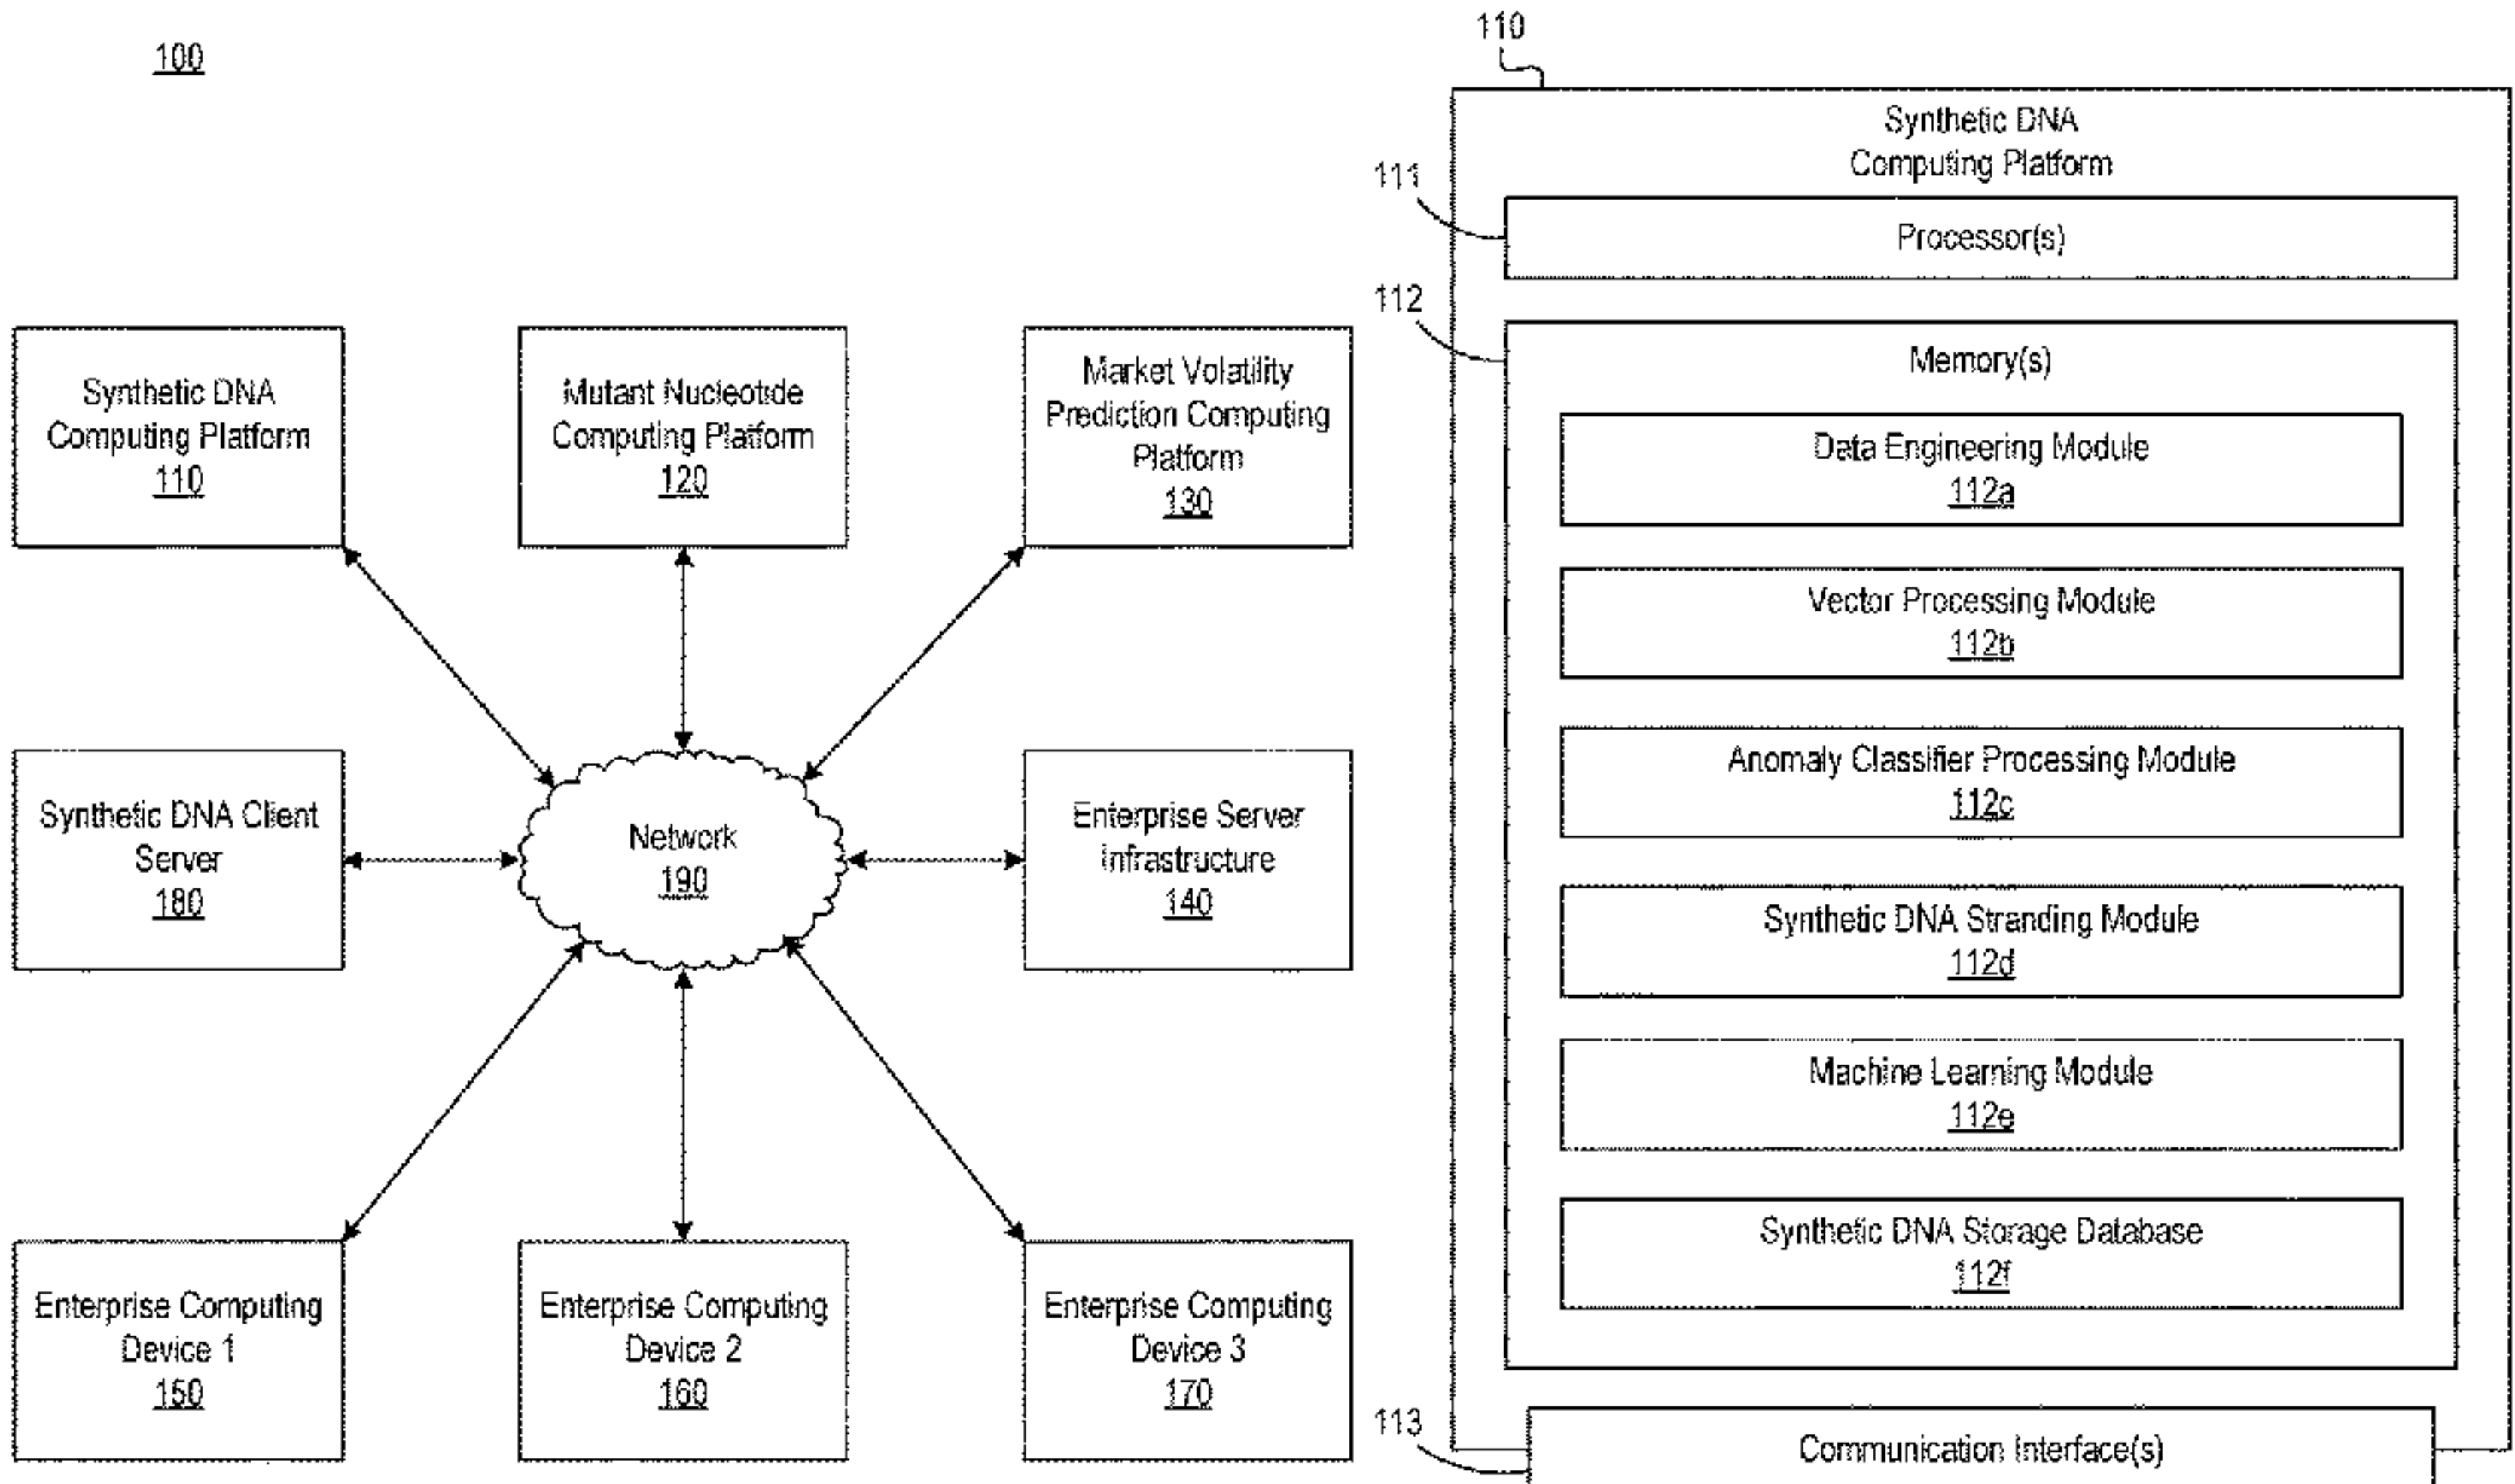 100
Synthetic DNA
Computing Platform
110
Mutant Nucleotide
Computing Platform
120
Market Volatility
Prediction Computing
Platform
130
Synthetic DNA Client
Server
180
Network
190
Enterprise Server
Infrastructure
140
Enterprise Computing
Device 1
150
Enterprise Computing
Device 2
160
Enterprise Computing
Device 3
170
110
Synthetic DNA
Computing Platform
111
Processor(s)
112
Memory(s)
Data Engineering Module
112a
Vector Processing Module
112b
Anomaly Classifier Processing Module
112c
Synthetic DNA Stranding Module
112d
Machine Learning Module
112e
Synthetic DNA Storage Database
112f
113
Communication Interface(s)